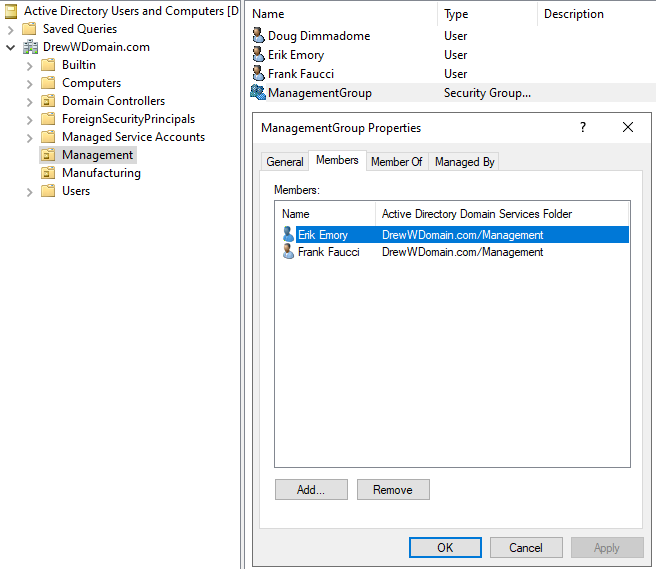 Active Directory Users and Computers [D
Saved Queries
DrewWDomain.com
Builtin
Computers
Domain Controllers
ForeignSecurityPrincipals
Managed Service Accounts
Management
Manufacturing
Users
Name Type Description
Doug Dimmadome User
Erik Emory User
Frank Faucci User
ManagementGroup Security Group...
ManagementGroup Properties ?
General Members Member Of Managed By
Members:
Name Active Directory Domain Services Folder
Erik Emory DrewWDomain.com/Management
Frank Faucci DrewWDomain.com/Management
Add... Remove
OK Cancel Apply